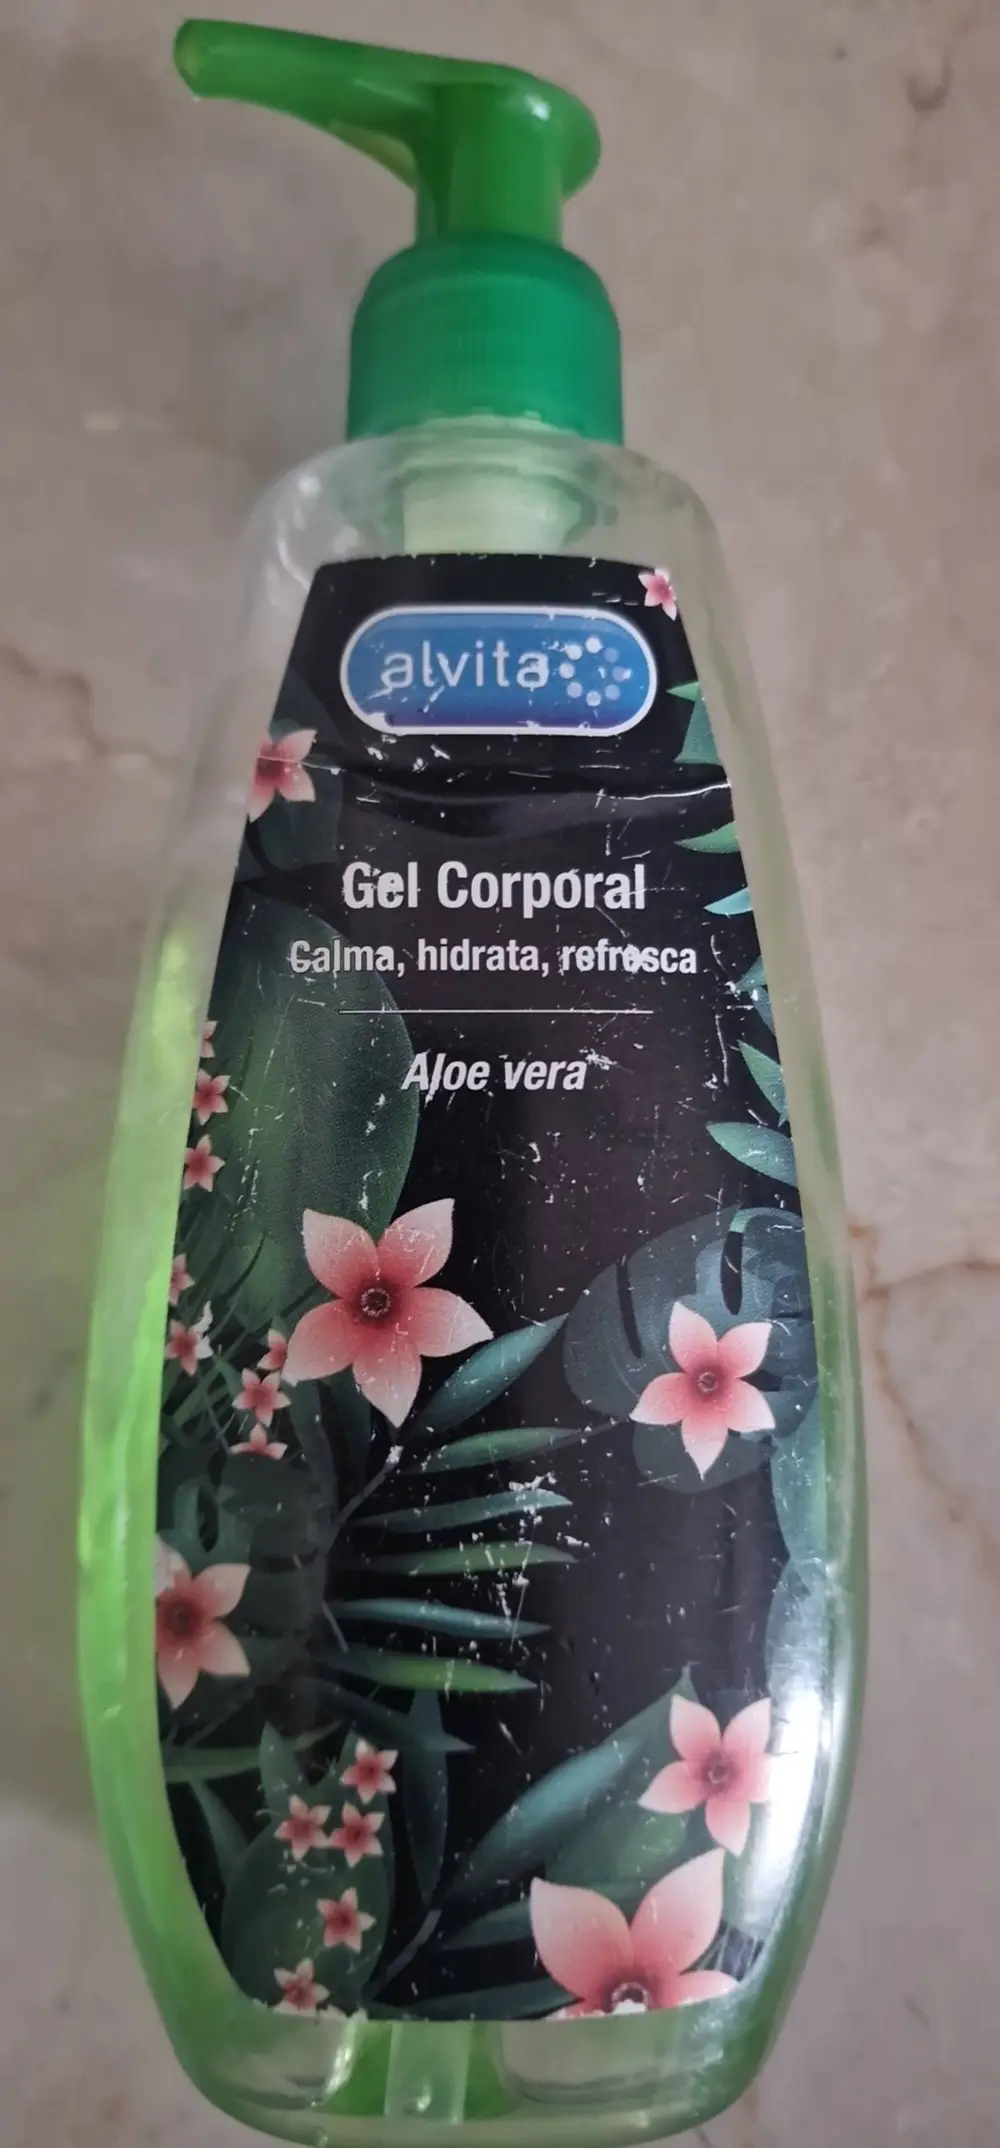 alvita
Gel Corporal
Calma, hidrata, refresca
Aloe vera